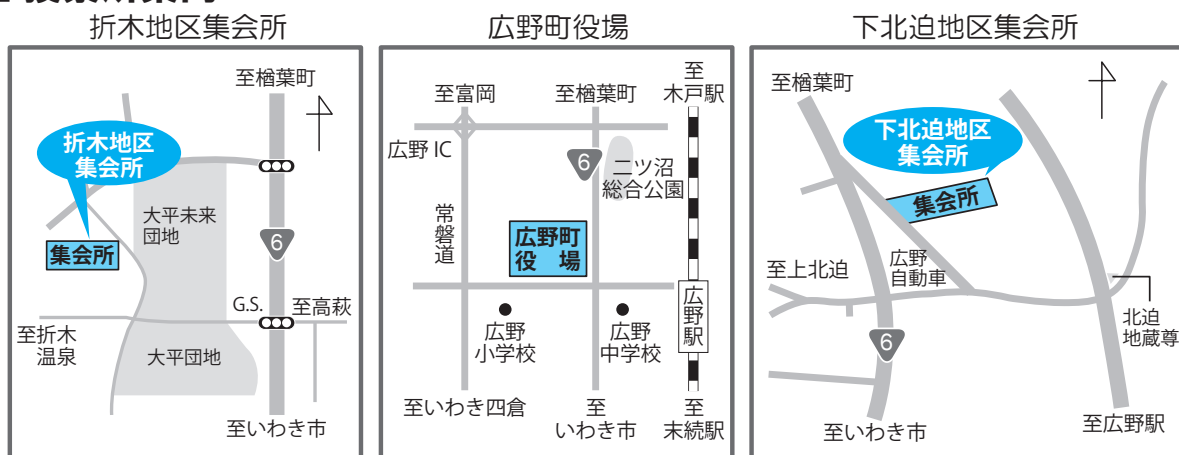 折木地区集会所
至楢葉町
折木地区
集会所
大平未来
団地
6
集会所
G.S.
至高萩
至折木
温泉
大平団地
至いわき市
広野町役場
至富岡
至楢葉町
至
木戸駅
広野 IC
6
二ツ沼
総合公園
常磐道
広野町
役 場
広野駅
広野
小学校
広野
中学校
至いわき四倉
至
いわき市
至
末続駅
下北迫地区集会所
至楢葉町
下北迫地区
集会所
集会所
至上北迫
広野
自動車
6
北迫
地蔵尊
至いわき市
至広野駅